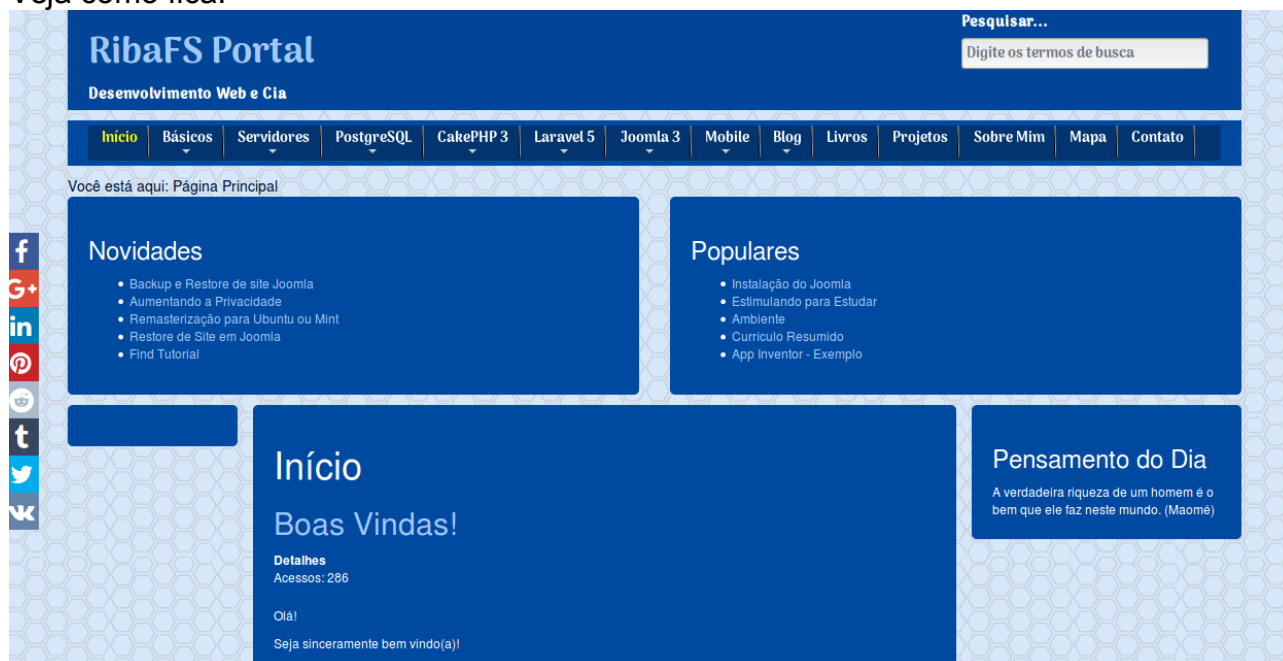 Veja como fica:
Pesquisar...
RibaFS Portal
Digite os termos de busca
Desenvolvimento Web e Cia
Início Básicos Servidores PostgreSQL CakePHP 3 Laravel 5 Joomla 3 Mobile Blog Livros Projetos Sobre Mim Mapa Contato
Você está aqui: Página Principal
Novidades
Backup e Restore de site Joomla
Aumentando a Privacidade
Remasterização para Ubuntu ou Mint
Restore de Site em Joomla
Find Tutorial
Populares
Instalação do Joomla
Estimulando para Estudar
Ambiente
Currículo Resumido
App Inventor - Exemplo
Início
Boas Vindas!
Detalhes
Acessos: 286
Olá!
Seja sinceramente bem vindo(a)!
Pensamento do Dia
A verdadeira riqueza de um homem é o
bem que ele faz neste mundo. (Maomé)